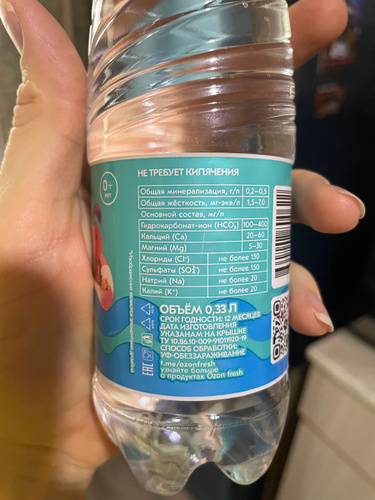 НЕ ТРЕБУЕТ КИПЯЧЕНИЯ
0+
ЛЕТ
Общая минерализация, г/л 0,2-0,5
Общая жёсткость, мг-экв/л 1,5-7,0
Основной состав, мг/л
Гидрокарбонат-ион (HCO₃⁻) 100-400
Кальций (Ca) 20-60
Магний (Mg) 5-30
Хлориды (Cl⁻) не более 150
Сульфаты (SO₄²⁻) не более 150
Натрий (Na) не более 20
Калий (K⁺) не более 20
ОБЪЁМ 0,33 Л
СРОК ГОДНОСТИ: 12 МЕСЯЦЕВ
ДАТА ИЗГОТОВЛЕНИЯ
УКАЗАНА НА КРЫШКЕ
ТУ 10.86.10-009-91011920-19
СПОСОБ ОБРАБОТКИ:
УФ-ОБЕЗЗАРАЖИВАНИЕ
t.me/ozonfresh
узнайте больше
о продуктах Ozon fresh
EAC